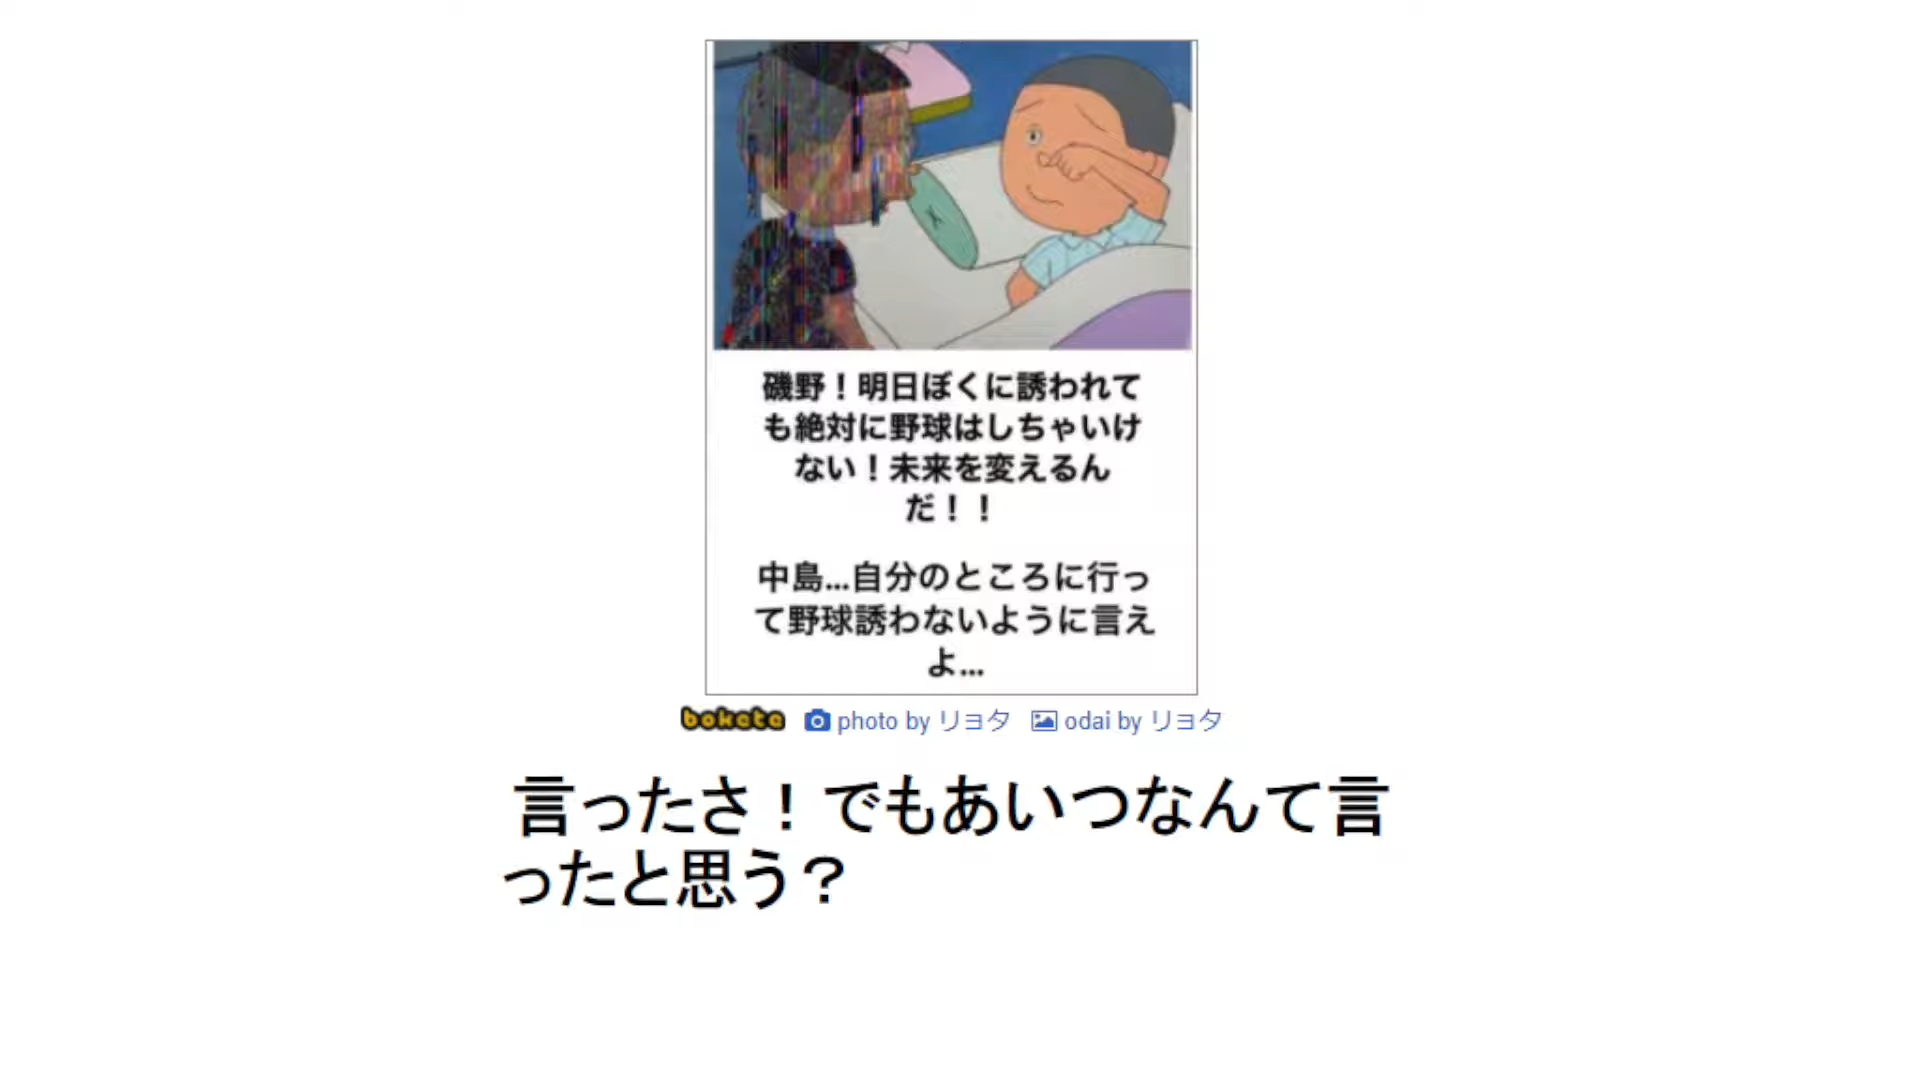 磯野！明日ぼくに誘われて
も絶対に野球はしちゃいけ
ない！未来を変えるん
だ！！
中島...自分のところに行っ
て野球誘わないように言え
よ...
bokete photo by リョタ odai by リョタ
言ったさ！でもあいつなんて言
ったと思う？